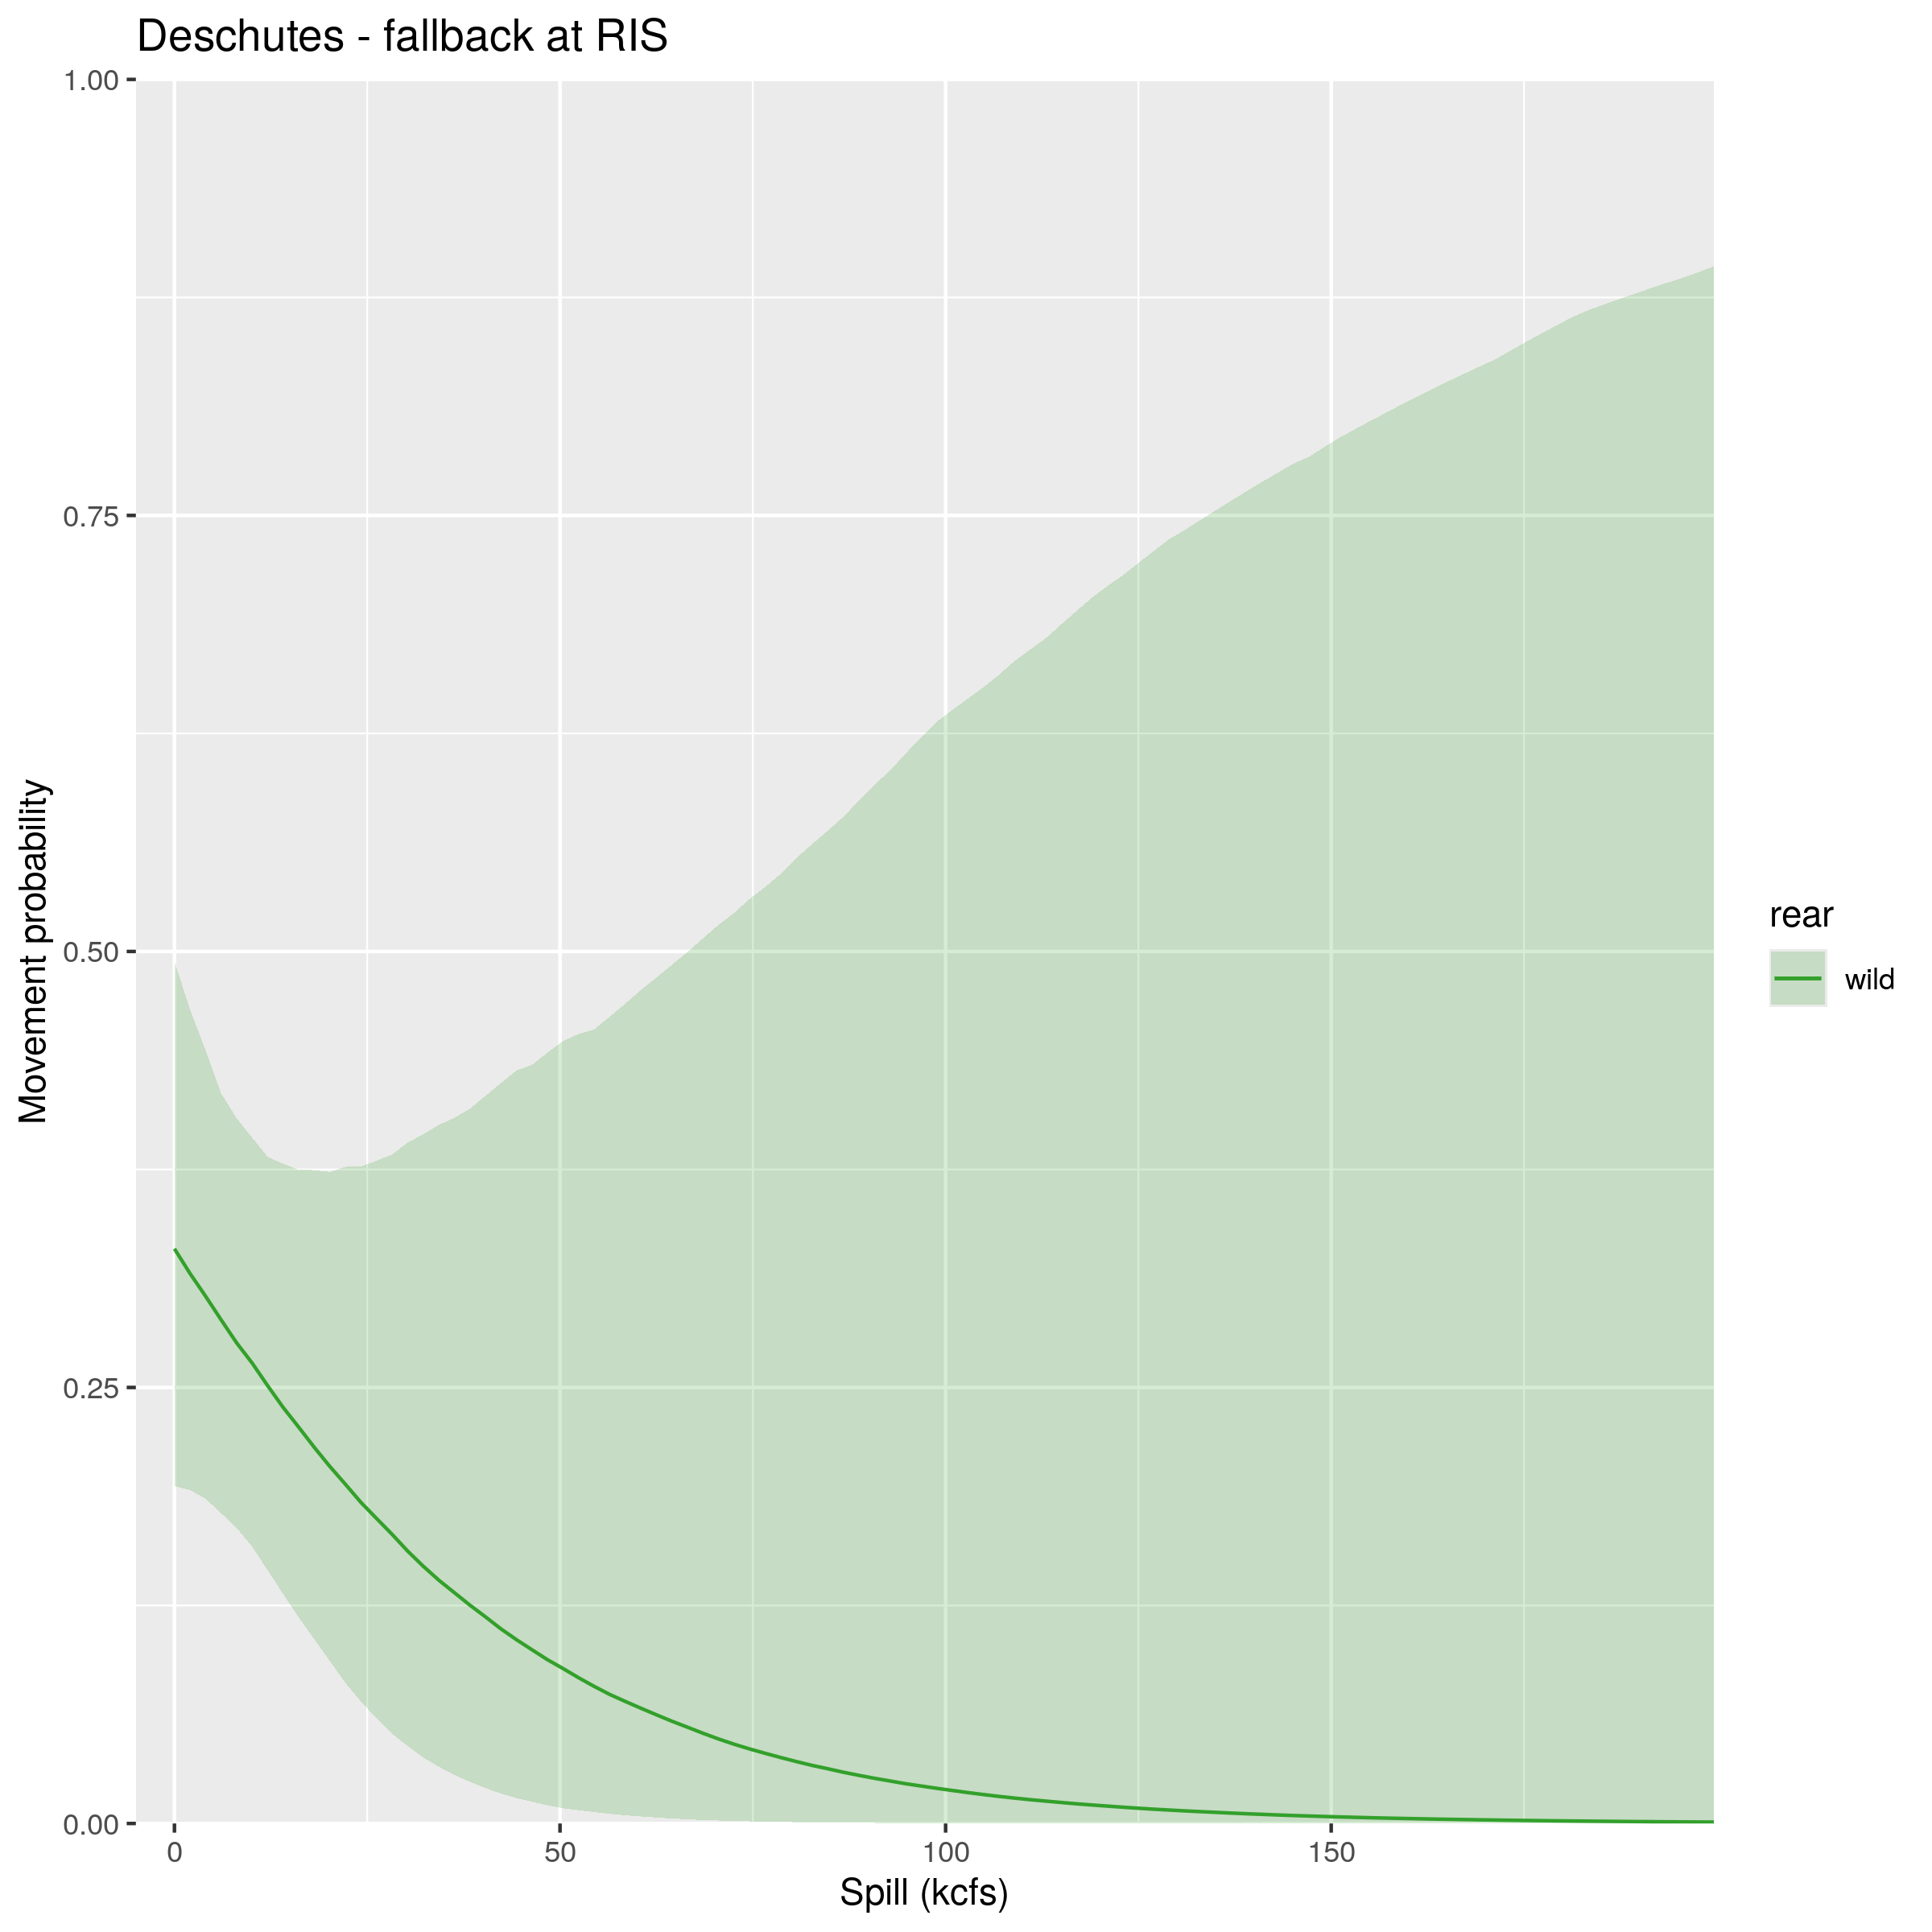 Deschutes - fallback at RIS
1.00
0.75
0.50
0.25
0.00
Movement probability
0 50 100 150
Spill (kcfs)
rear
wild